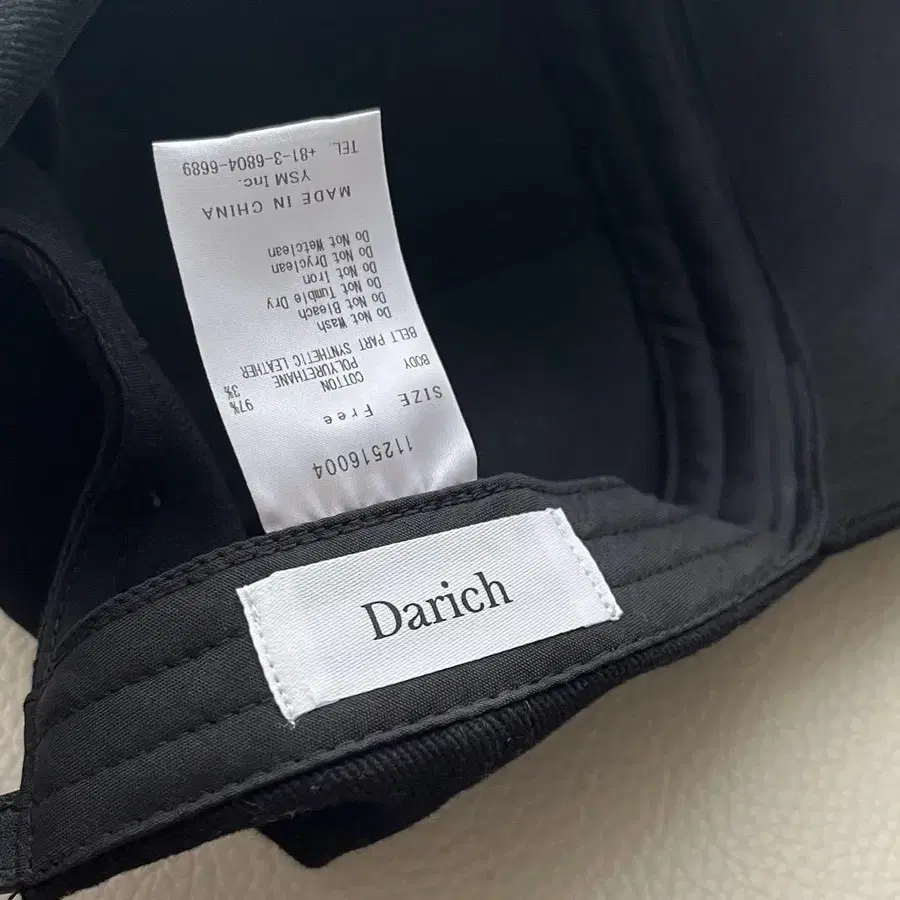 112516004
SIZE Free
BODY COTTON 97%
POLYURETHANE 3%
BELT PART SYNTHETIC LEATHER
Do Not Wash
Do Not Bleach
Do Not Tumble Dry
Do Not Iron
Do Not Dryclean
Do Not Wetclean
MADE IN CHINA
YSM Inc.
TEL. +81-3-6804-6689
Darich